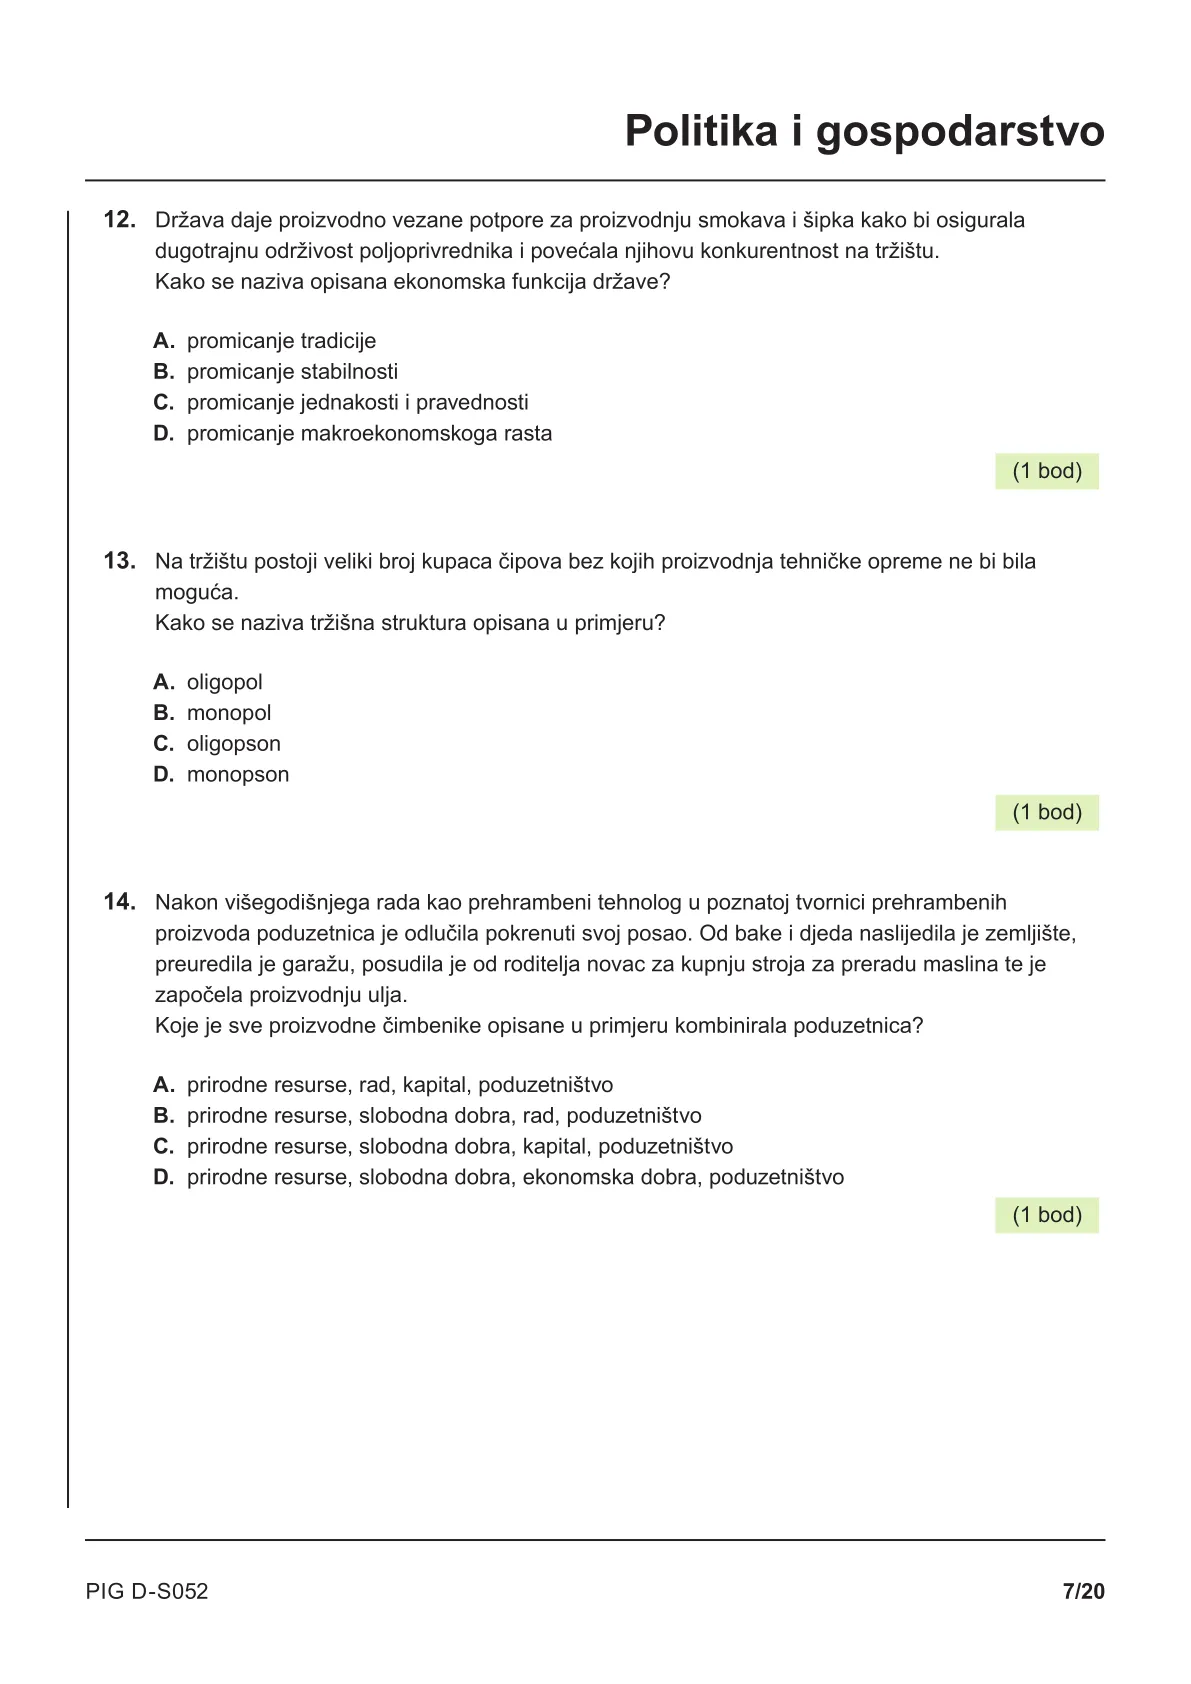 Politika i gospodarstvo
12. Država daje proizvodno vezane potpore za proizvodnju smokava i šipka kako bi osigurala
dugotrajnu održivost poljoprivrednika i povećala njihovu konkurentnost na tržištu.
Kako se naziva opisana ekonomska funkcija države?
A. promicanje tradicije
B. promicanje stabilnosti
C. promicanje jednakosti i pravednosti
D. promicanje makroekonomskoga rasta
(1 bod)
13. Na tržištu postoji veliki broj kupaca čipova bez kojih proizvodnja tehničke opreme ne bi bila
moguća.
Kako se naziva tržišna struktura opisana u primjeru?
A. oligopol
B. monopol
C. oligopson
D. monopson
(1 bod)
14. Nakon višegodišnjega rada kao prehrambeni tehnolog u poznatoj tvornici prehrambenih
proizvoda poduzetnica je odlučila pokrenuti svoj posao. Od bake i djeda naslijedila je zemljište,
preuredila je garažu, posudila je od roditelja novac za kupnju stroja za preradu maslina te je
započela proizvodnju ulja.
Koje je sve proizvodne čimbenike opisane u primjeru kombinirala poduzetnica?
A. prirodne resurse, rad, kapital, poduzetništvo
B. prirodne resurse, slobodna dobra, rad, poduzetništvo
C. prirodne resurse, slobodna dobra, kapital, poduzetništvo
D. prirodne resurse, slobodna dobra, ekonomska dobra, poduzetništvo
(1 bod)
PIG D-S052
7/20